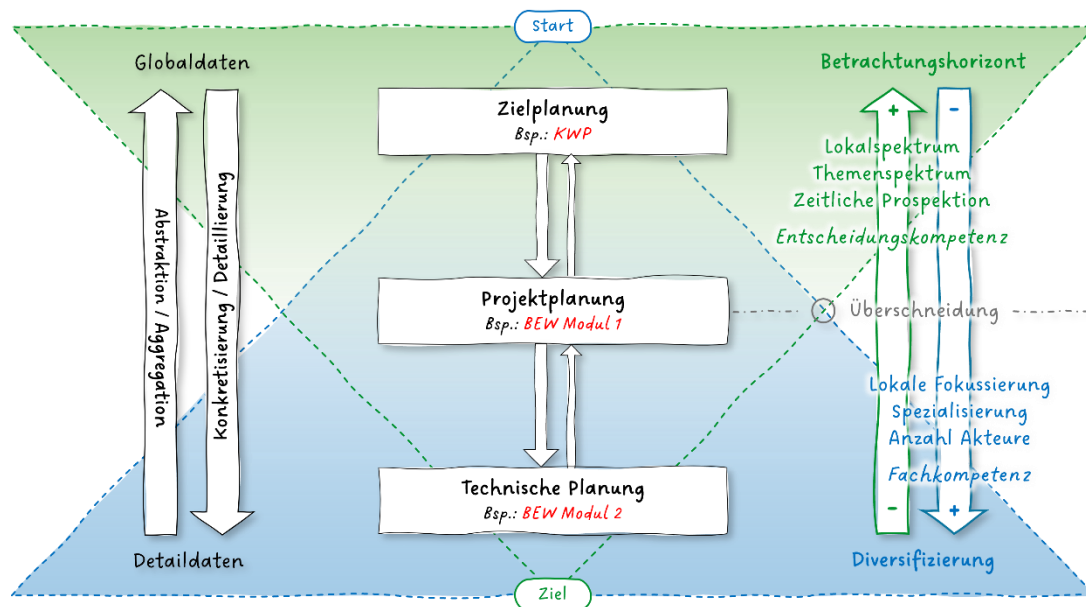 Start
Globaldaten
Betrachtungshorizont
Zielplanung
Bsp.: KWP
+
-
Lokalspektrum
Themenspektrum
Zeitliche Prospektion
Entscheidungskompetenz
Abstraktion / Aggregation
Konkretisierung / Detaillierung
Projektplanung
Bsp.: BEW Modul 1
Überschneidung
Lokale Fokussierung
Spezialisierung
Anzahl Akteure
Fachkompetenz
Technische Planung
Bsp.: BEW Modul 2
-
+
Detaildaten
Diversifizierung
Ziel